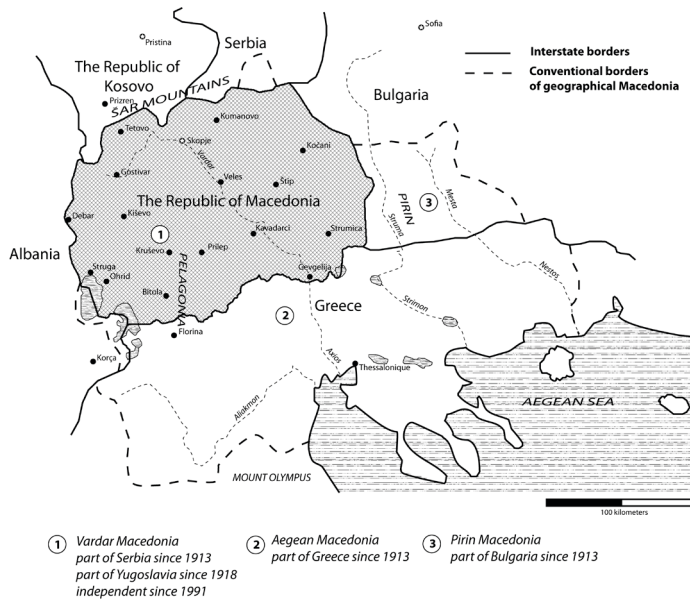 Sofia
Pristina
Serbia
Interstate borders
The Republic of
Kosovo
Conventional borders
of geographical Macedonia
Prizren
ŠAR MOUNTAINS
Bulgaria
Kumanovo
Tetovo
Skopje
Kočani
Vardar
Gostivar
Veles
Štip
The Republic of Macedonia
PIRIN
3
Mesta
Debar
Kiševo
Struma
1
Kavadarci
Strumica
Albania
Kruševo
Prilep
PELAGONIA
Struga
Ohrid
Gevgelija
Nestos
Bitola
2
Greece
Strimon
Florina
Korça
Axios
Thessalonique
Aliakmon
AEGEAN SEA
MOUNT OLYMPUS
100 kilometers
1
Vardar Macedonia
part of Serbia since 1913
part of Yugoslavia since 1918
independent since 1991
2
Aegean Macedonia
part of Greece since 1913
3
Pirin Macedonia
part of Bulgaria since 1913